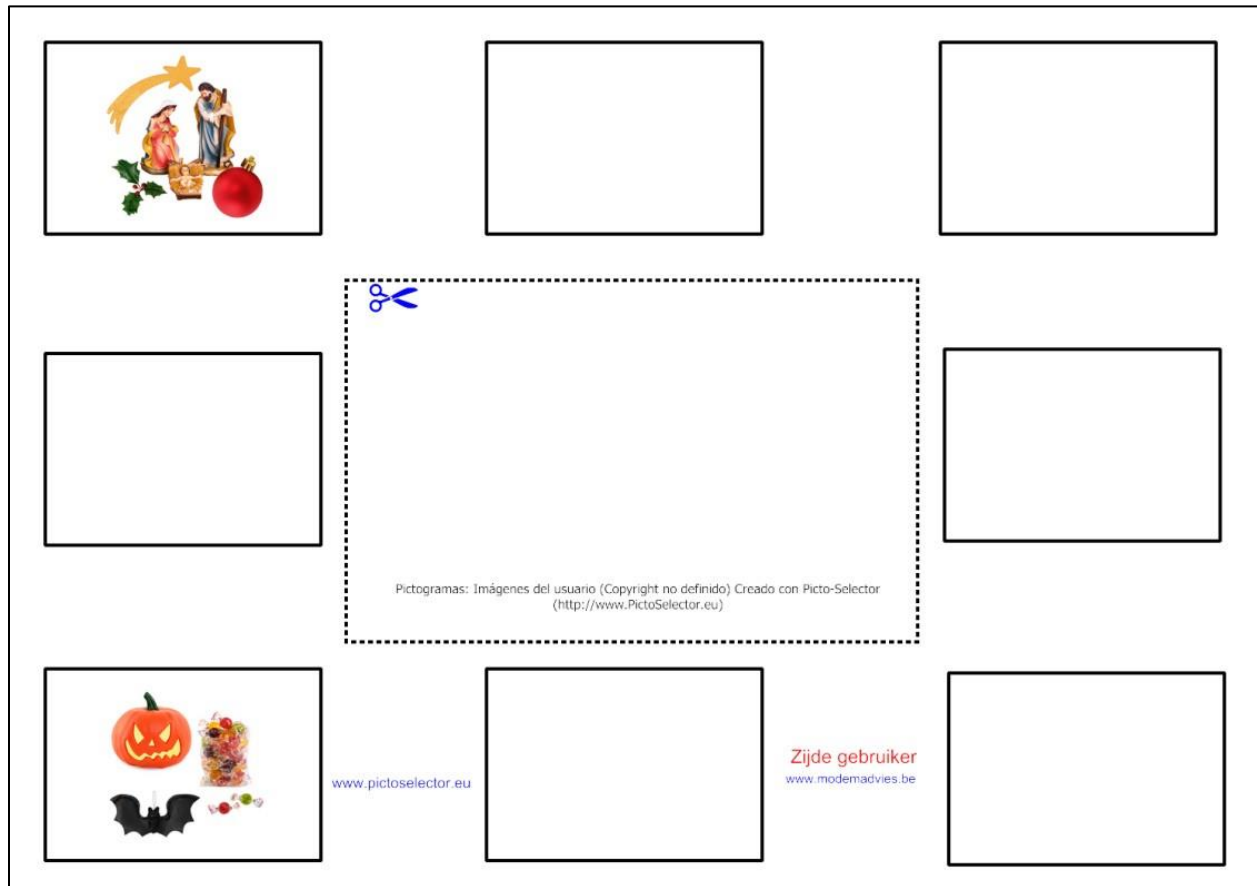 Pictogramas: Imágenes del usuario (Copyright no definido) Creado con Picto-Selector
(http://www.PictoSelector.eu)
www.pictoselector.eu
Zijde gebruiker
www.modemadvies.be